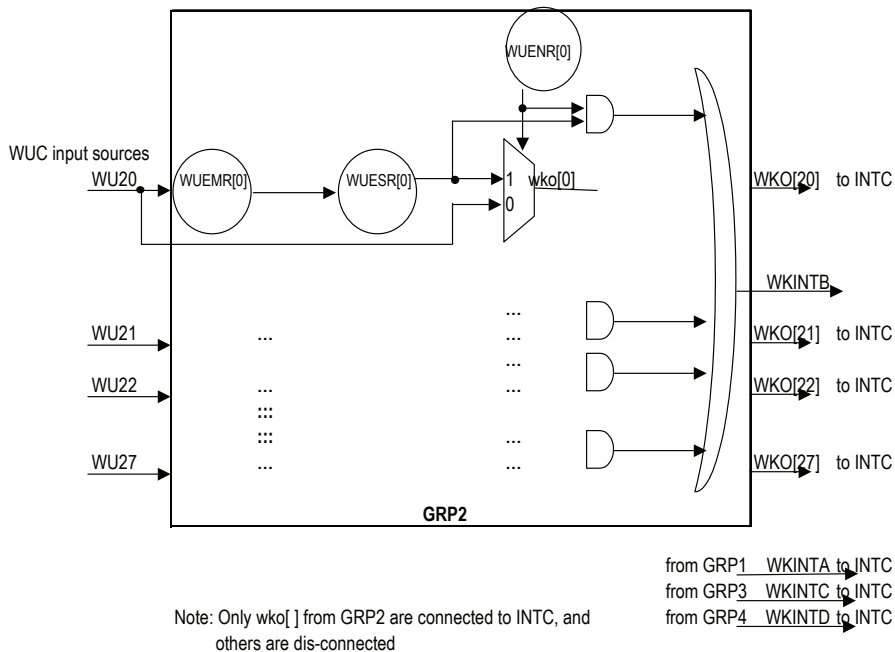 WUENR[0]
WUC input sources
WU20
WUEMR[0]
WUESR[0]
1
wko[0]
0
WKO[20] to INTC
WKINTB
...
WU21
...
...
WKO[21] to INTC
...
WU22
...
...
WKO[22] to INTC
:::
:::
...
WU27
...
...
WKO[27] to INTC
GRP2
from GRP1 WKINTA to INTC
from GRP3 WKINTC to INTC
from GRP4 WKINTD to INTC
Note: Only wko[ ] from GRP2 are connected to INTC, and
others are dis-connected